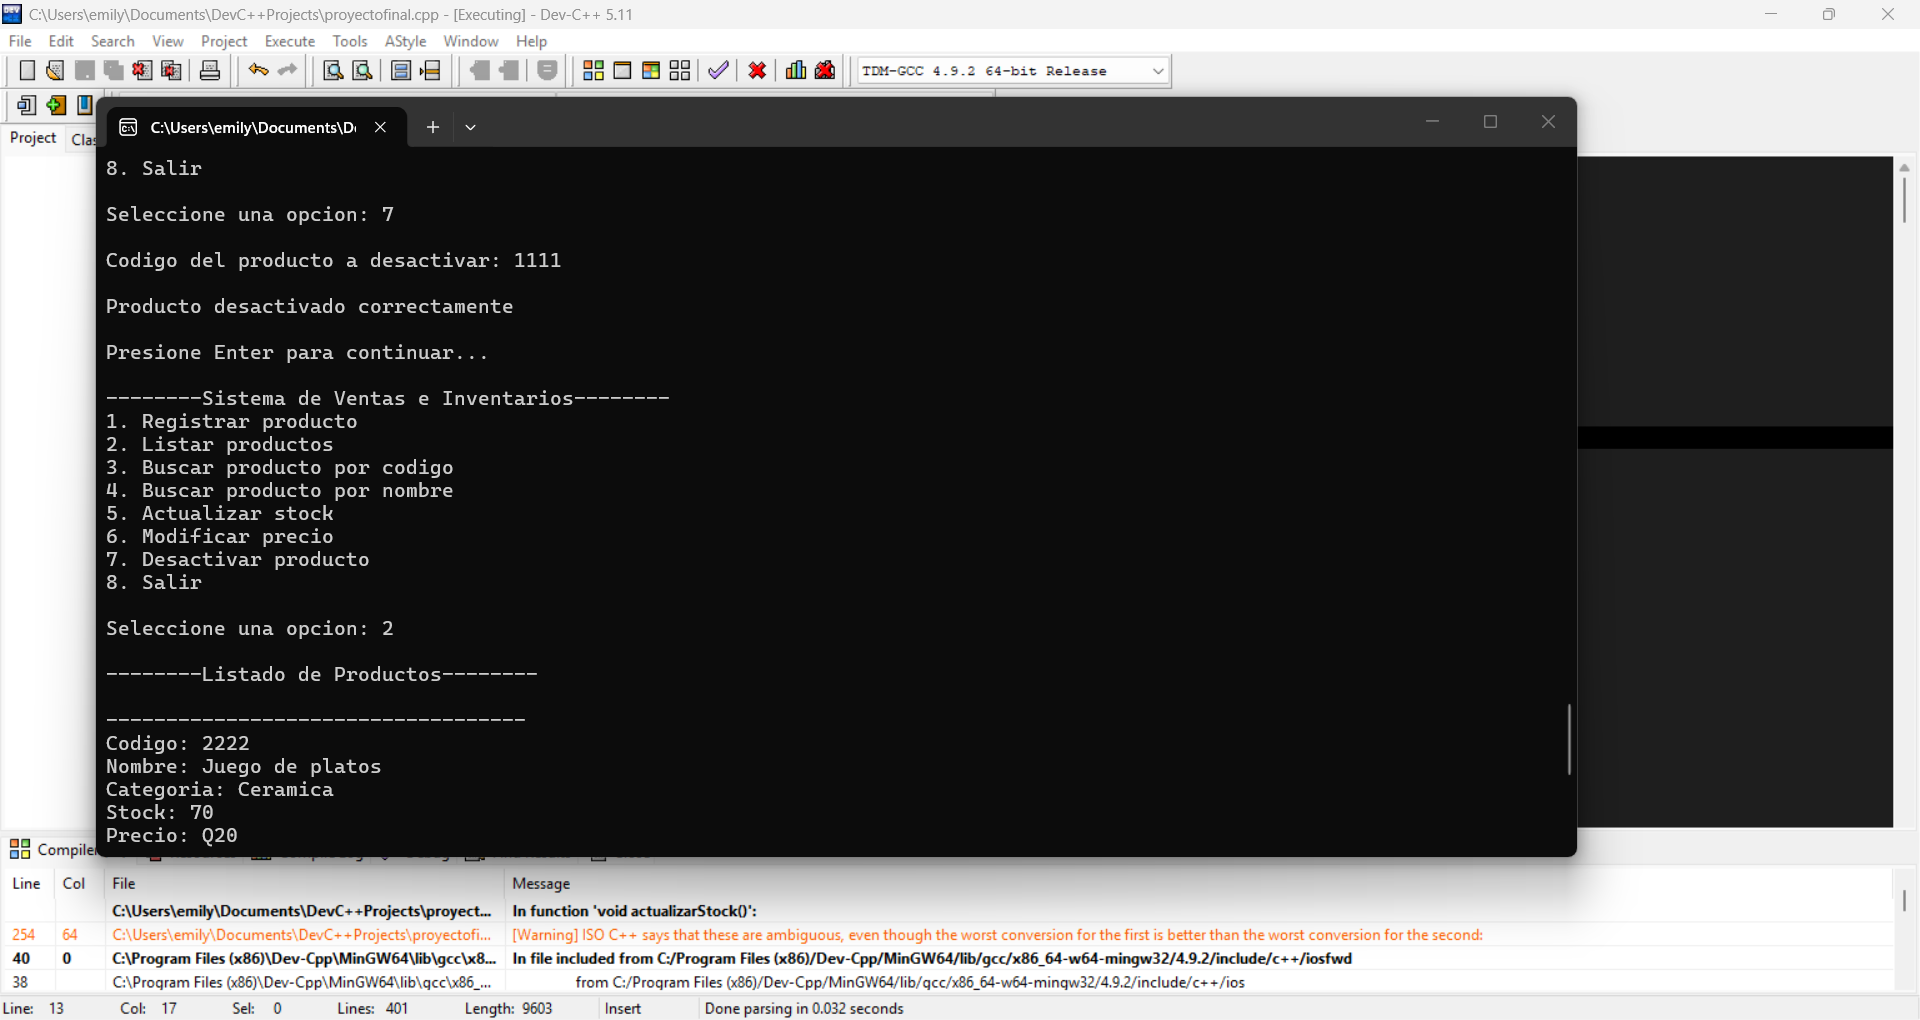 C:\Users\emily\Documents\DevC++Projects\proyectofinal.cpp - [Executing] - Dev-C++ 5.11
File Edit Search View Project Execute Tools AStyle Window Help
TDM-GCC 4.9.2 64-bit Release
Project Clas
C:\Users\emily\Documents\De
8. Salir
Seleccione una opcion: 7
Codigo del producto a desactivar: 1111
Producto desactivado correctamente
Presione Enter para continuar...
--------Sistema de Ventas e Inventarios--------
1. Registrar producto
2. Listar productos
3. Buscar producto por codigo
4. Buscar producto por nombre
5. Actualizar stock
6. Modificar precio
7. Desactivar producto
8. Salir
Seleccione una opcion: 2
--------Listado de Productos--------
-----------------------------------
Codigo: 2222
Nombre: Juego de platos
Categoria: Ceramica
Stock: 70
Precio: Q20
Compiler
Line Col File Message
C:\Users\emily\Documents\DevC++Projects\proyect... In function 'void actualizarStock()':
254 64 C:\Users\emily\Documents\DevC++Projects\proyectofi... [Warning] ISO C++ says that these are ambiguous, even though the worst conversion for the first is better than the worst conversion for the second:
40 0 C:\Program Files (x86)\Dev-Cpp\MinGW64\lib\gcc\x8... In file included from C:/Program Files (x86)/Dev-Cpp/MinGW64/lib/gcc/x86_64-w64-mingw32/4.9.2/include/c++/iosfwd
38 C:\Program Files (x86)\Dev-Cpp\MinGW64\lib\gcc\x86_... from C:/Program Files (x86)/Dev-Cpp/MinGW64/lib/gcc/x86_64-w64-mingw32/4.9.2/include/c++/ios
Line: 13 Col: 17 Sel: 0 Lines: 401 Length: 9603 Insert Done parsing in 0.032 seconds